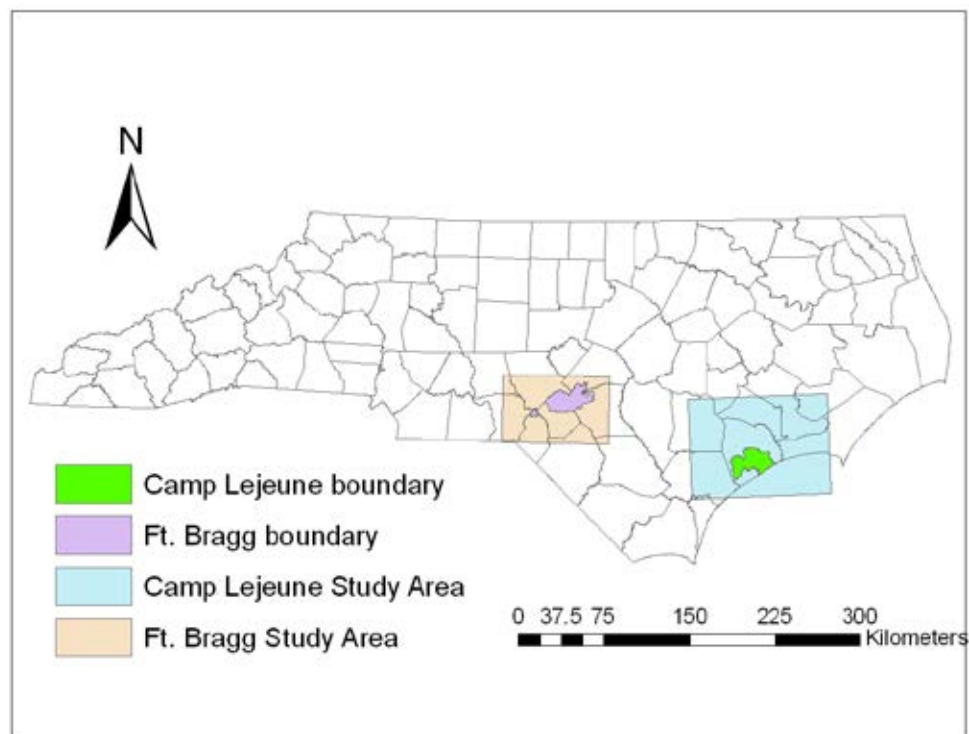 N
Camp Lejeune boundary
Ft. Bragg boundary
Camp Lejeune Study Area
Ft. Bragg Study Area
0 37.5 75 150 225 300
Kilometers